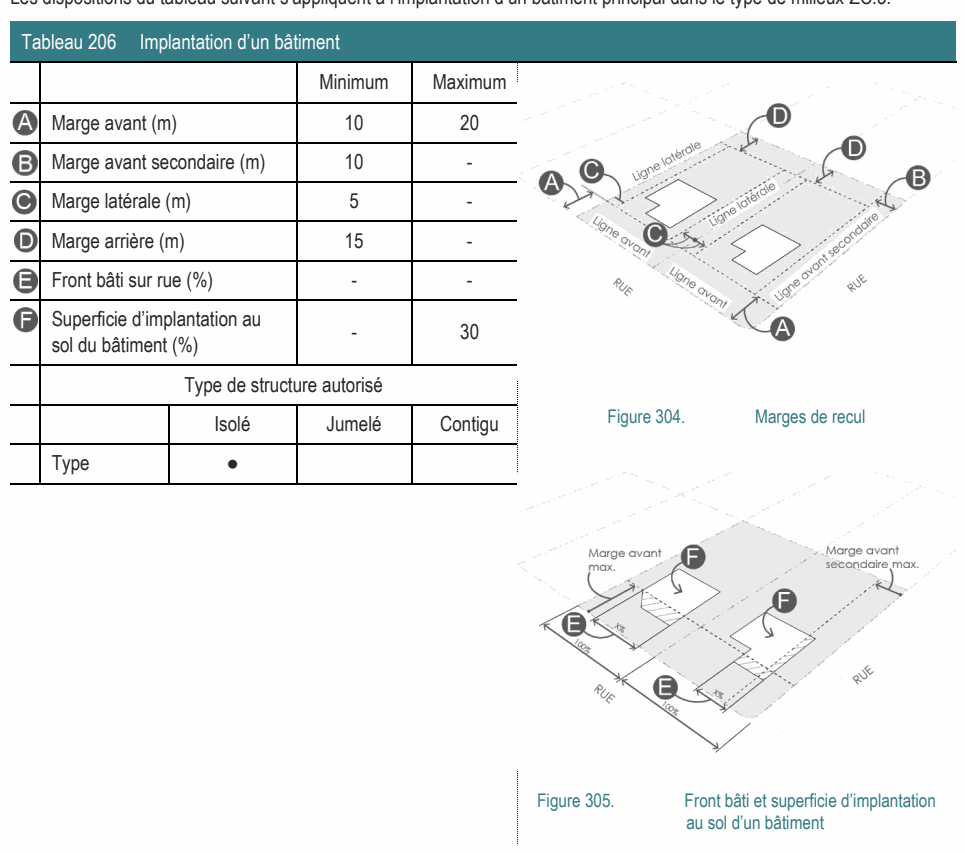 Les dispositions du tableau suivant s'appliquent à l'implantation d'un bâtiment principal dans le type de milieux
Tableau 206 Implantation d'un bâtiment
Minimum Maximum
A Marge avant (m) 10 20
B Marge avant secondaire (m) 10 -
C Marge latérale (m) 5 -
D Marge arrière (m) 15 -
E Front bâti sur rue (%) - -
F Superficie d'implantation au
sol du bâtiment (%) - 30
Type de structure autorisé
Isolé Jumelé Contigu
Type ●
D
D
Ligne latérale
C
A
B
Ligne latérale
Ligne avant
C
Ligne avant secondaire
Ligne avant
RUE
RUE
A
Figure 304. Marges de recul
Marge avant
max.
F
Marge avant
secondaire max.
F
E
X%
100%
E
X%
100%
RUE
RUE
Figure 305. Front bâti et superficie d'implantation
au sol d'un bâtiment